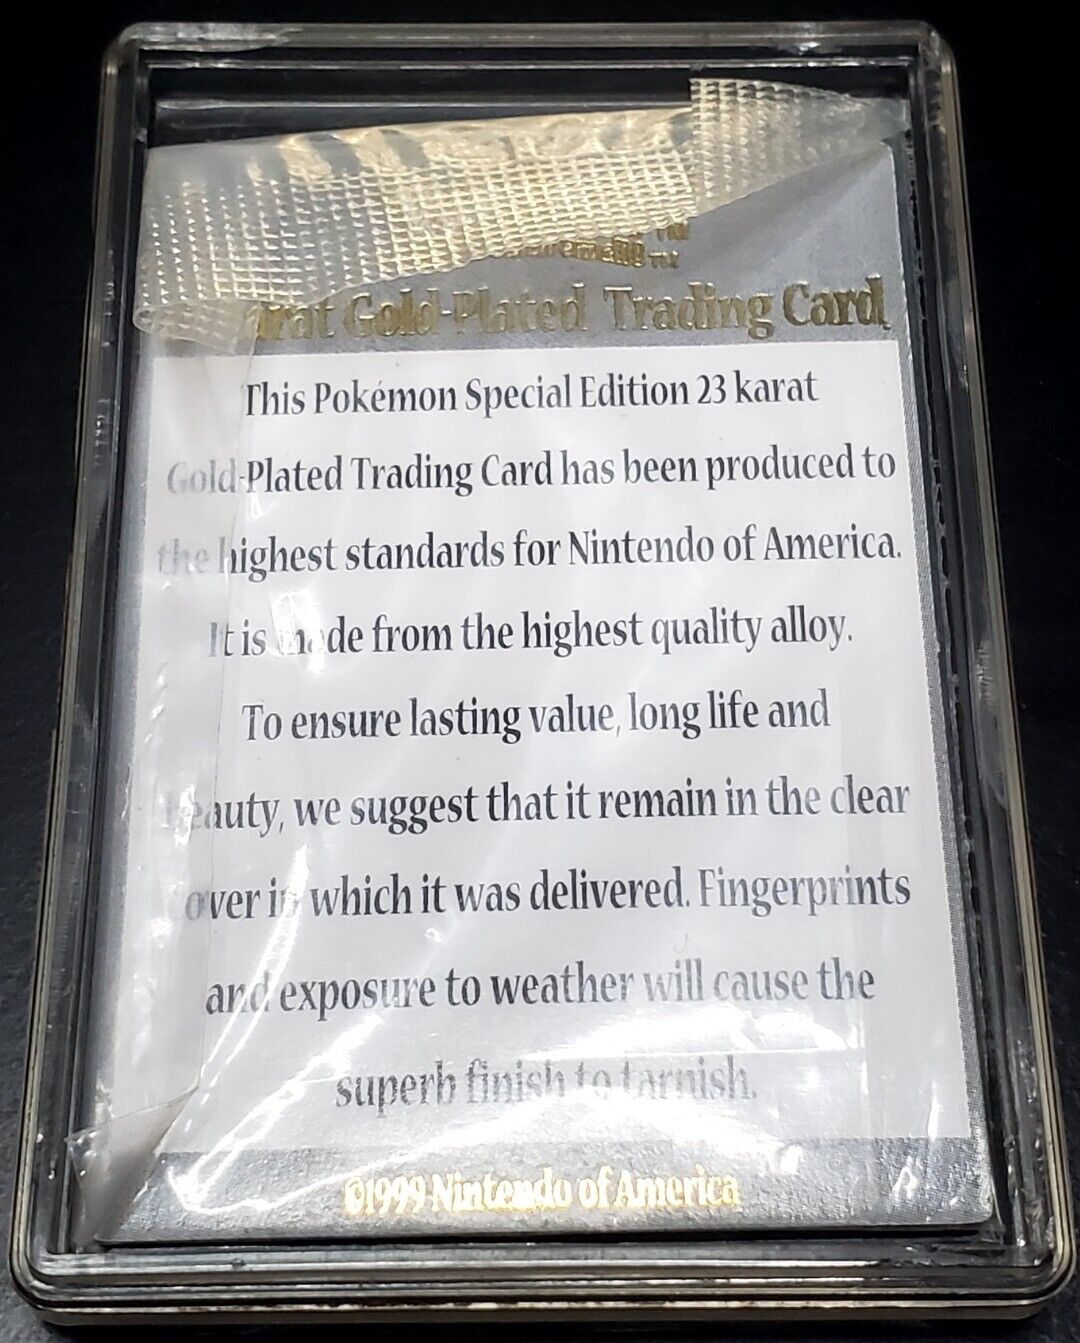 Gold-Plated Trading Card
This Pokémon Special Edition 23 karat
Gold-Plated Trading Card has been produced to
the highest standards for Nintendo of America.
It is made from the highest quality alloy.
To ensure lasting value, long life and
beauty, we suggest that it remain in the clear
over in which it was delivered. Fingerprints
and exposure to weather will cause the
superb finish to tarnish.
©1999 Nintendo of America